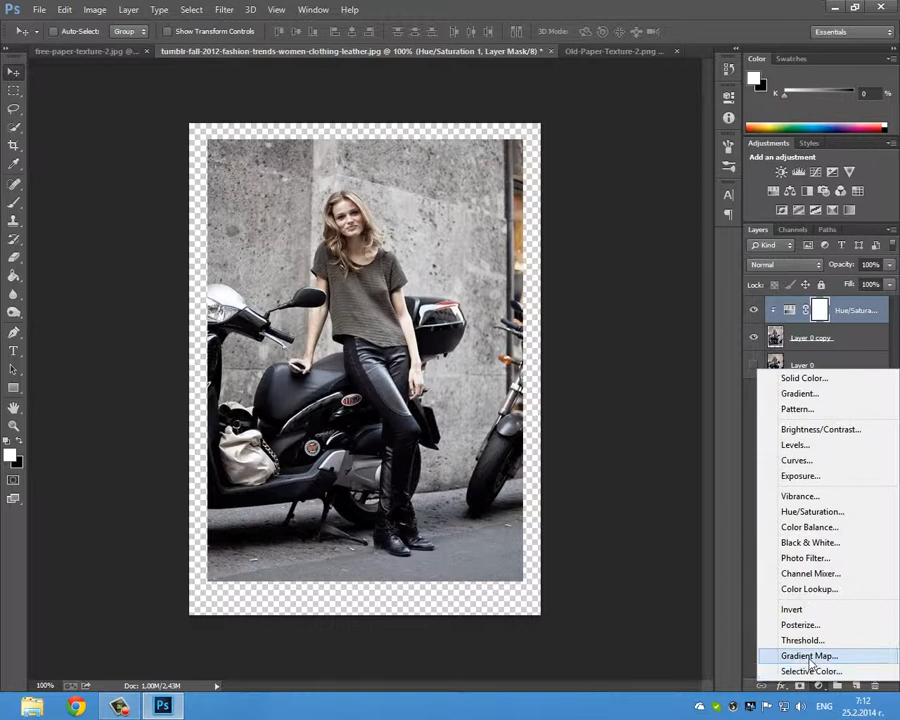 Ps File Edit Image Layer Type Select Filter 3D View Window Help
Auto-Select: Group Show Transform Controls 3D Mode: Essentials
free-paper-texture-2.jpg @ 100% × tumblr-fall-2012-fashion-trends-women-clothing-leather.jpg @ 100% (Hue/Saturation 1, Layer Mask/8) * × Old-Paper-Texture-2.png ... ×
Color Swatches
K 0 %
Adjustments Styles
Add an adjustment
Layers Channels Paths
Kind
Normal Opacity: 100%
Lock: Fill: 100%
Hue/Satura...
Layer 0 copy
Layer 0
Solid Color...
Gradient...
Pattern...
Brightness/Contrast...
Levels...
Curves...
Exposure...
Vibrance...
Hue/Saturation...
Color Balance...
Black & White...
Photo Filter...
Channel Mixer...
Color Lookup...
Invert
Posterize...
Threshold...
Gradient Map...
Selective Color...
100% Doc: 1,00M/2,43M
fx
Ps ENG 7:12
25.2.2014 г.